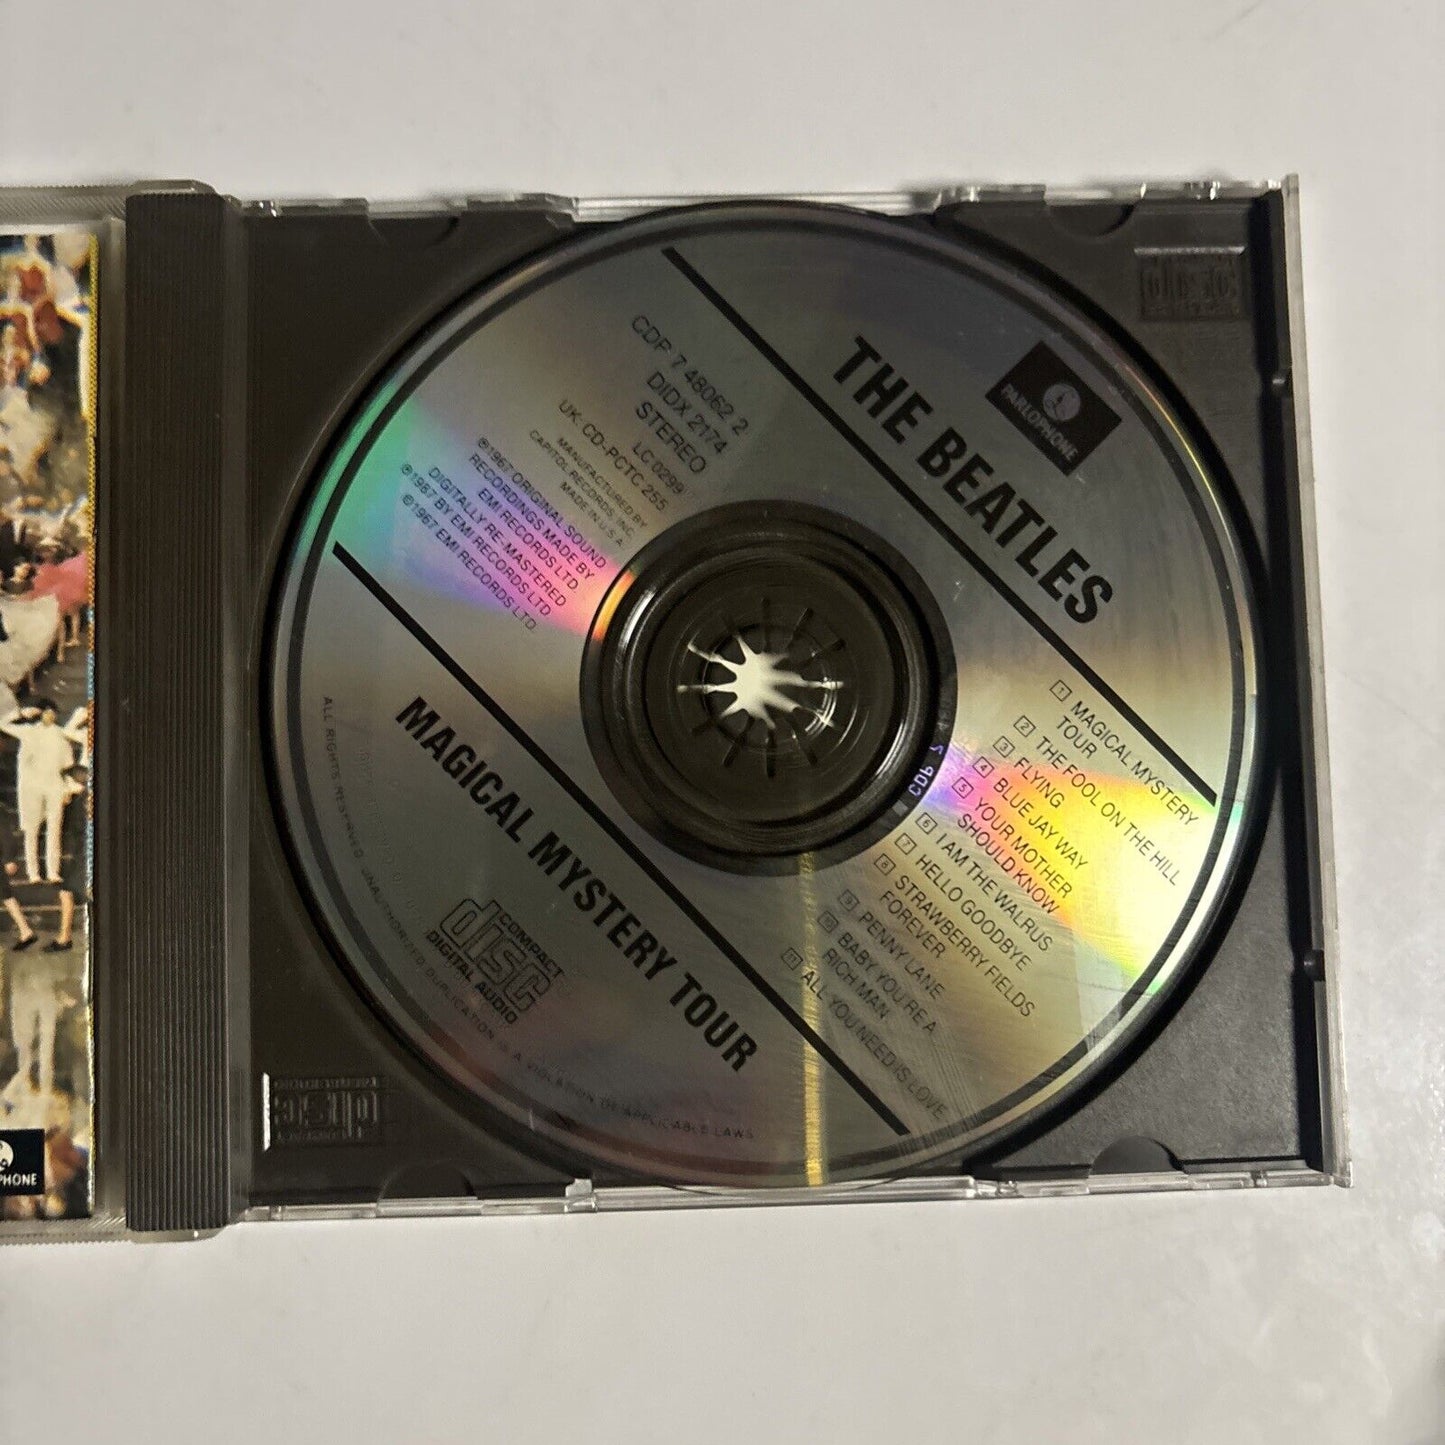 PARLOPHONE
THE BEATLES
CDP 7 48062 2
DIDX 2174
STEREO
LC 0299
UK: CD-PCTC 255
MANUFACTURED BY
CAPITOL RECORDS, INC.
MADE IN U.S.A.
℗1967 ORIGINAL SOUND
RECORDINGS MADE BY
EMI RECORDS LTD.
DIGITALLY RE-MASTERED
℗1987 BY EMI RECORDS LTD
©1967 EMI RECORDS LTD.
1 MAGICAL MYSTERY
TOUR
2 THE FOOL ON THE HILL
3 FLYING
4 BLUE JAY WAY
5 YOUR MOTHER
SHOULD KNOW
6 I AM THE WALRUS
7 HELLO GOODBYE
8 STRAWBERRY FIELDS
FOREVER
9 PENNY LANE
10 BABY YOU'RE A
RICH MAN
11 ALL YOU NEED IS LOVE
MAGICAL MYSTERY TOUR
COMPACT
disc
DIGITAL AUDIO
ALL RIGHTS RESERVED. UNAUTHORIZED DUPLICATION IS A VIOLATION OF APPLICABLE LAWS
disc
disc
PHONE